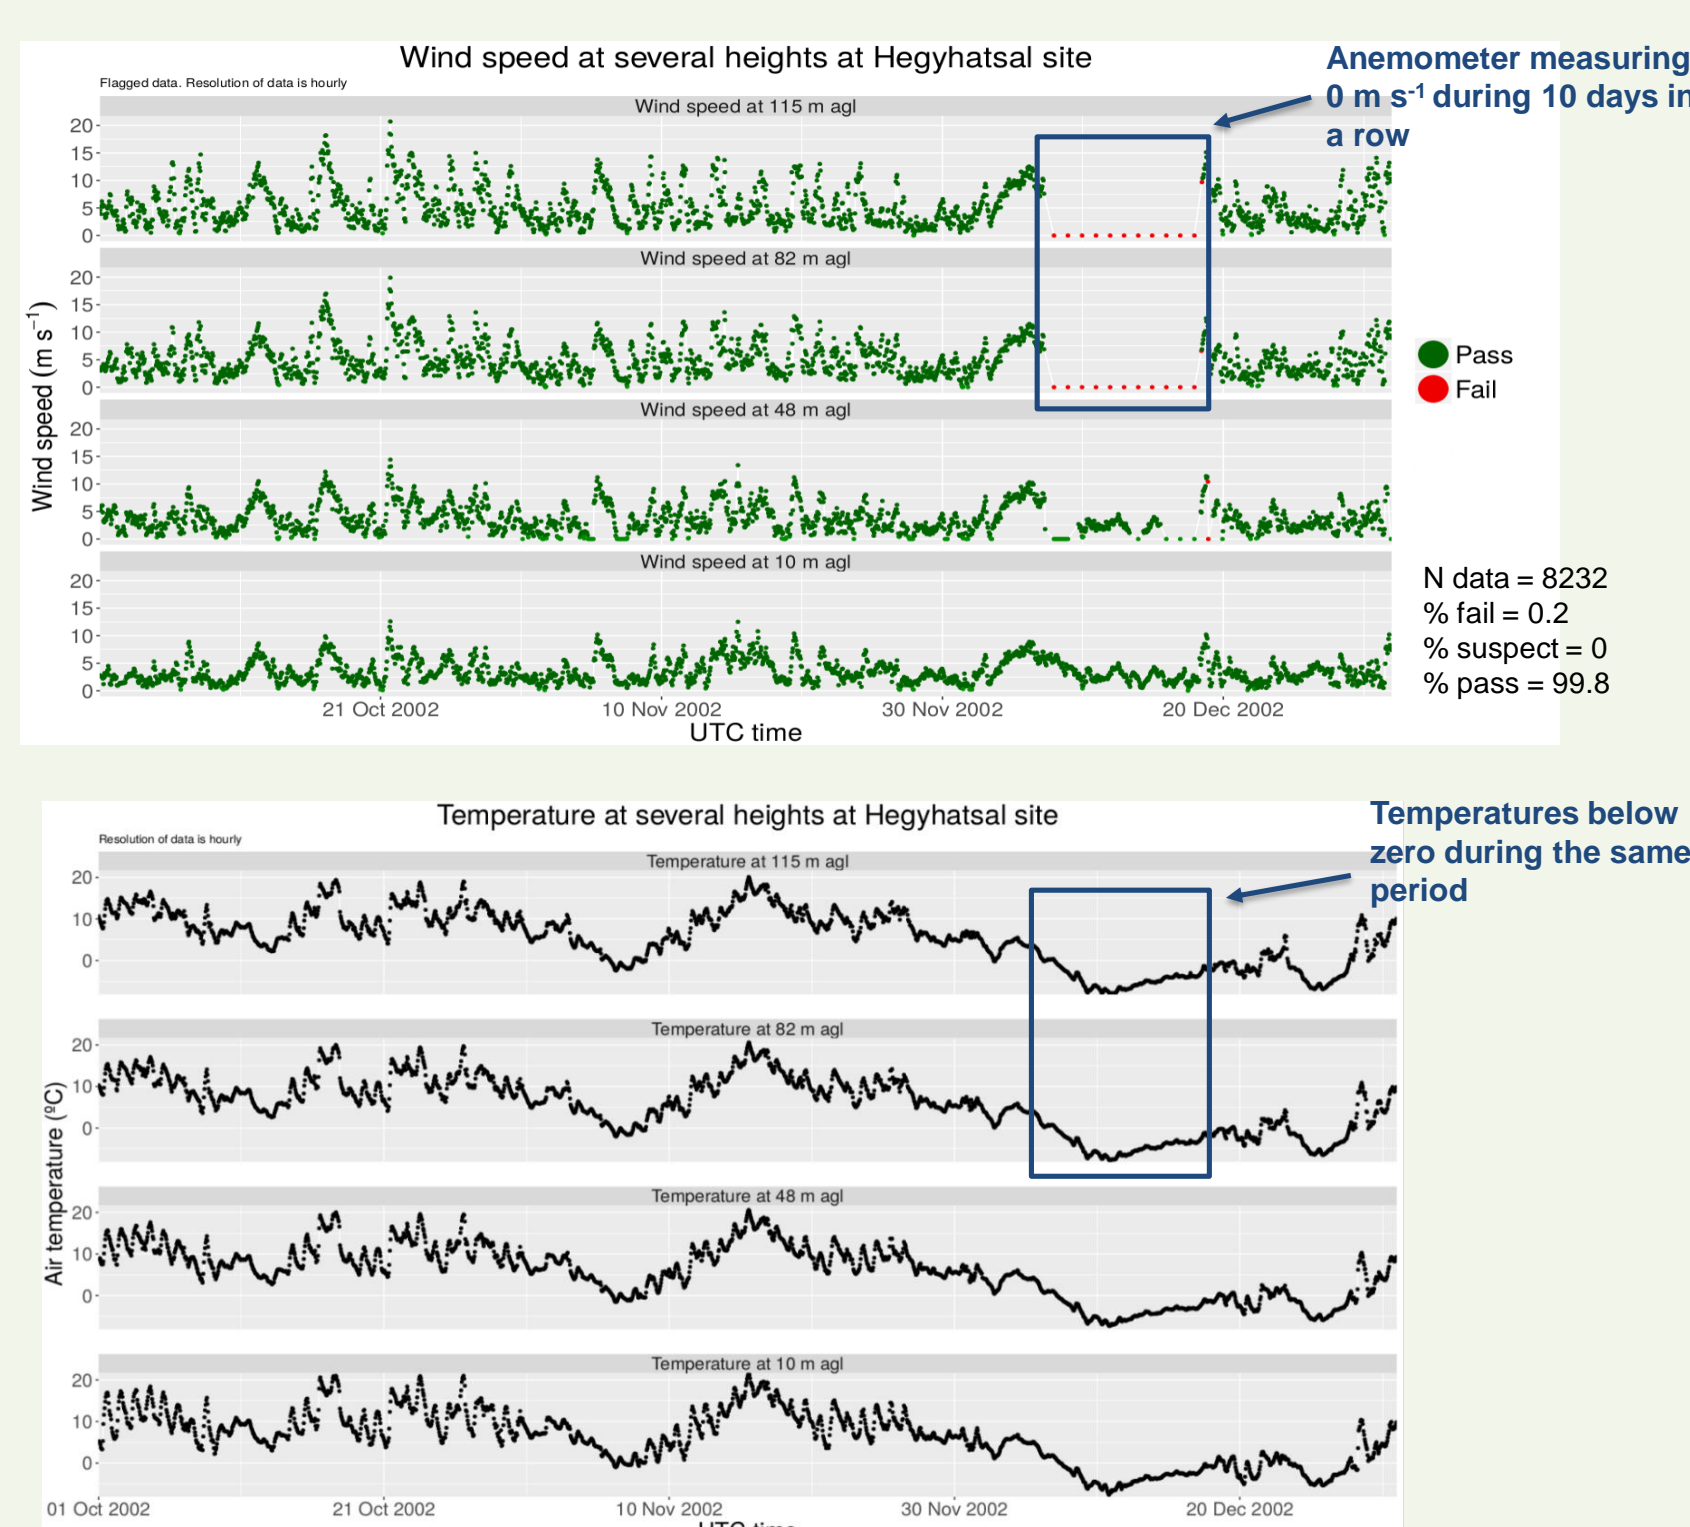 Wind speed at several heights at Hegyhatsal site
Flagged data. Resolution of data is hourly
Anemometer measuring
0 m s-1 during 10 days in
a row
Wind speed at 115 m agl
20
15
10
5
0
Wind speed at 82 m agl
20
15
10
5
0
Wind speed at 48 m agl
20
15
10
5
0
Wind speed at 10 m agl
20
15
10
5
0
Wind speed (m s−1)
21 Oct 2002
10 Nov 2002
30 Nov 2002
20 Dec 2002
UTC time
Pass
Fail
N data = 8232
% fail = 0.2
% suspect = 0
% pass = 99.8
Temperature at several heights at Hegyhatsal site
Resolution of data is hourly
Temperatures below
zero during the same
period
Temperature at 115 m agl
20
10
0
Temperature at 82 m agl
20
10
0
Temperature at 48 m agl
20
10
0
Temperature at 10 m agl
20
10
0
Air temperature (ºC)
01 Oct 2002
21 Oct 2002
10 Nov 2002
30 Nov 2002
20 Dec 2002
UTC time